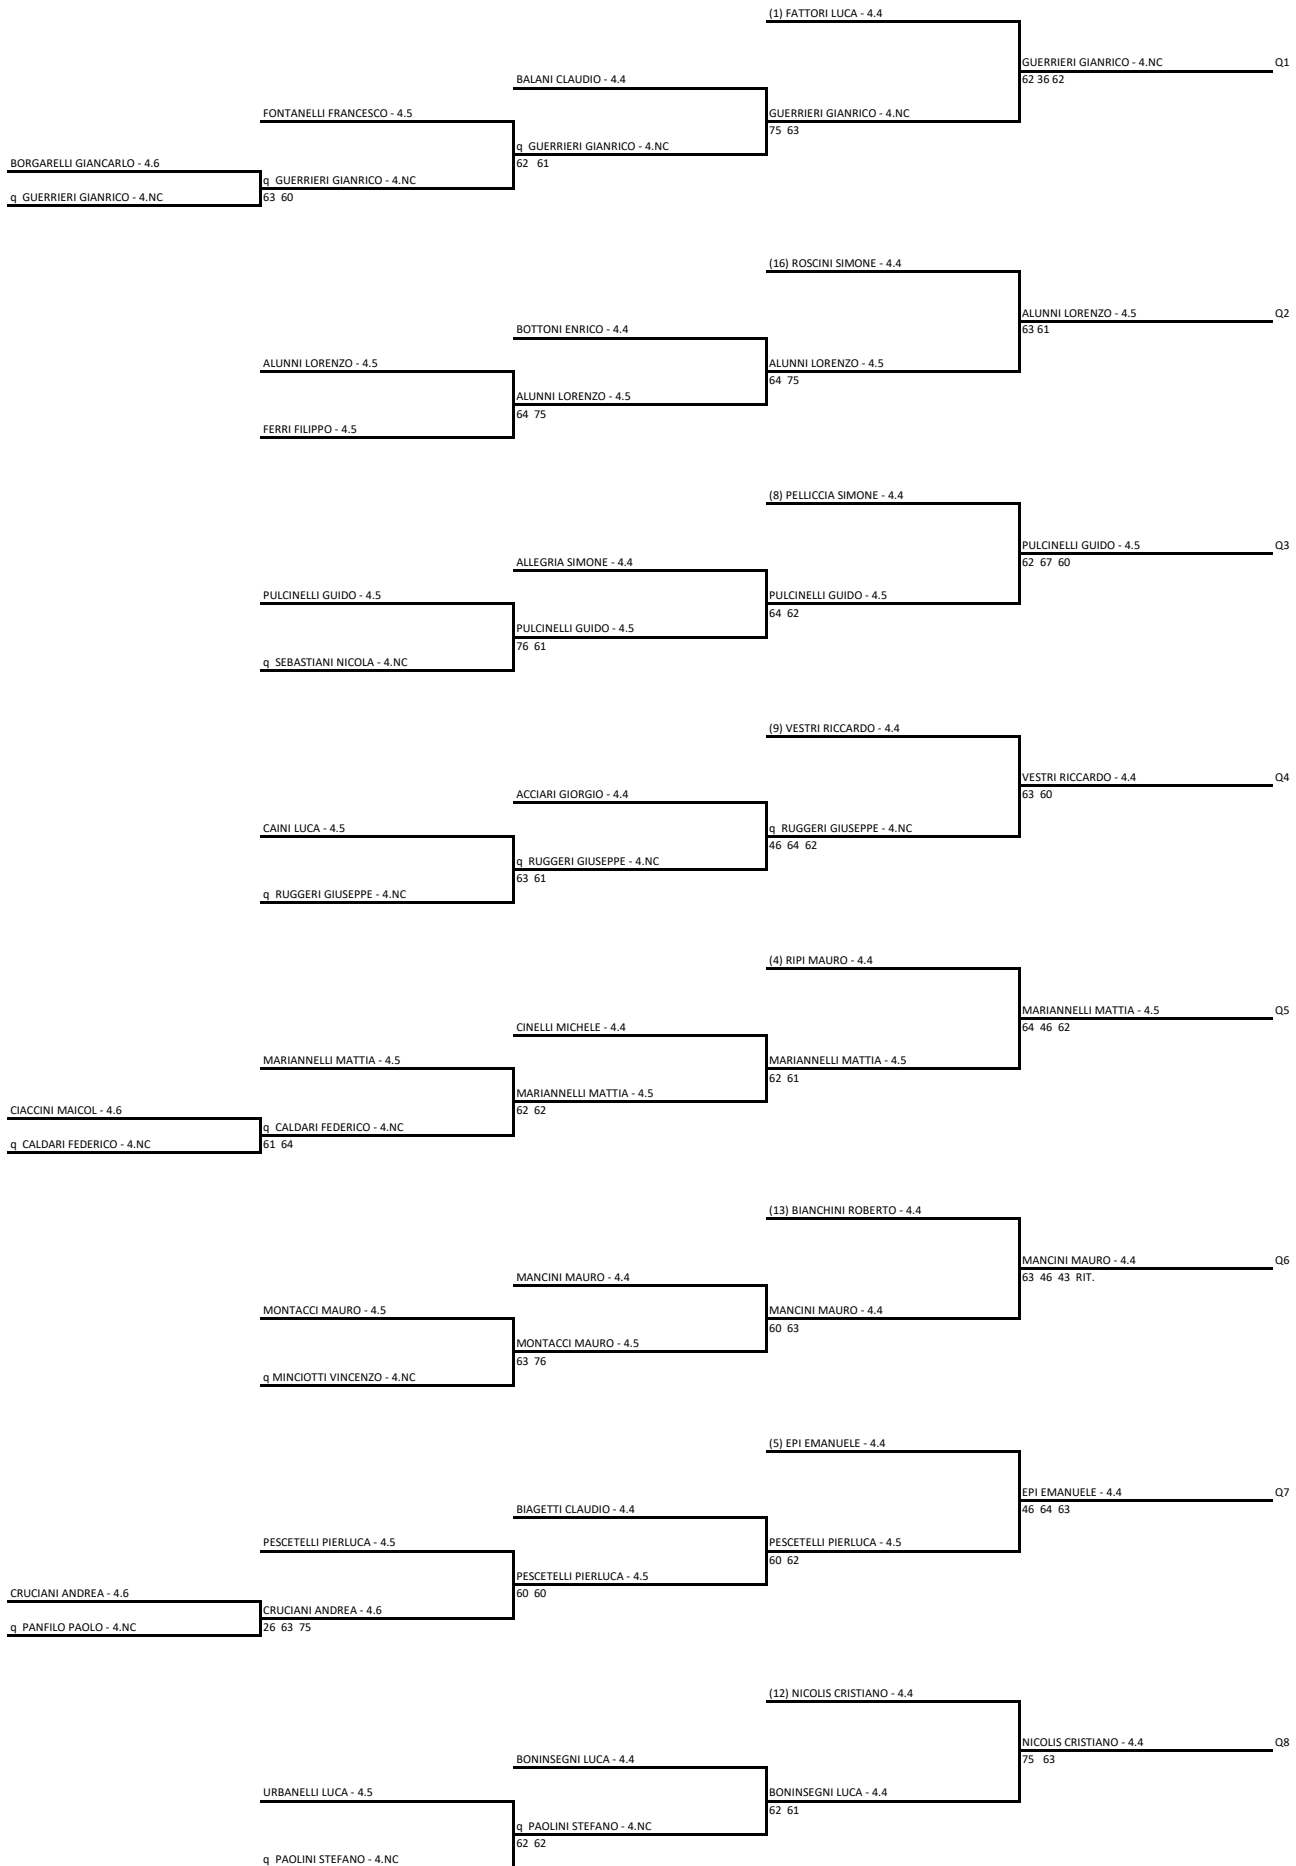 (1) FATTORI LUCA - 4.4
GUERRIERI GIANRICO - 4.NC
Q1
62 36 62
BALANI CLAUDIO - 4.4
FONTANELLI FRANCESCO - 4.5
GUERRIERI GIANRICO - 4.NC
75 63
q GUERRIERI GIANRICO - 4.NC
62 61
BORGARELLI GIANCARLO - 4.6
q GUERRIERI GIANRICO - 4.NC
63 60
q GUERRIERI GIANRICO - 4.NC
(16) ROSCINI SIMONE - 4.4
ALUNNI LORENZO - 4.5
Q2
63 61
BOTTONI ENRICO - 4.4
ALUNNI LORENZO - 4.5
ALUNNI LORENZO - 4.5
64 75
ALUNNI LORENZO - 4.5
64 75
FERRI FILIPPO - 4.5
(8) PELLICCIA SIMONE - 4.4
PULCINELLI GUIDO - 4.5
Q3
62 67 60
ALLEGRIA SIMONE - 4.4
PULCINELLI GUIDO - 4.5
PULCINELLI GUIDO - 4.5
64 62
PULCINELLI GUIDO - 4.5
76 61
q SEBASTIANI NICOLA - 4.NC
(9) VESTRI RICCARDO - 4.4
VESTRI RICCARDO - 4.4
Q4
63 60
ACCIARI GIORGIO - 4.4
CAINI LUCA - 4.5
q RUGGERI GIUSEPPE - 4.NC
46 64 62
q RUGGERI GIUSEPPE - 4.NC
63 61
q RUGGERI GIUSEPPE - 4.NC
(4) RIPI MAURO - 4.4
MARIANNELLI MATTIA - 4.5
Q5
64 46 62
CINELLI MICHELE - 4.4
MARIANNELLI MATTIA - 4.5
MARIANNELLI MATTIA - 4.5
62 61
MARIANNELLI MATTIA - 4.5
62 62
CIACCINI MAICOL - 4.6
q CALDARI FEDERICO - 4.NC
61 64
q CALDARI FEDERICO - 4.NC
(13) BIANCHINI ROBERTO - 4.4
MANCINI MAURO - 4.4
Q6
63 46 43 RIT.
MANCINI MAURO - 4.4
MONTACCI MAURO - 4.5
MANCINI MAURO - 4.4
60 63
MONTACCI MAURO - 4.5
63 76
q MINCIOTTI VINCENZO - 4.NC
(5) EPI EMANUELE - 4.4
EPI EMANUELE - 4.4
Q7
46 64 63
BIAGETTI CLAUDIO - 4.4
PESCETELLI PIERLUCA - 4.5
PESCETELLI PIERLUCA - 4.5
60 62
PESCETELLI PIERLUCA - 4.5
60 60
CRUCIANI ANDREA - 4.6
CRUCIANI ANDREA - 4.6
26 63 75
q PANFILO PAOLO - 4.NC
(12) NICOLIS CRISTIANO - 4.4
NICOLIS CRISTIANO - 4.4
Q8
75 63
BONINSEGNI LUCA - 4.4
URBANELLI LUCA - 4.5
BONINSEGNI LUCA - 4.4
62 61
q PAOLINI STEFANO - 4.NC
62 62
q PAOLINI STEFANO - 4.NC